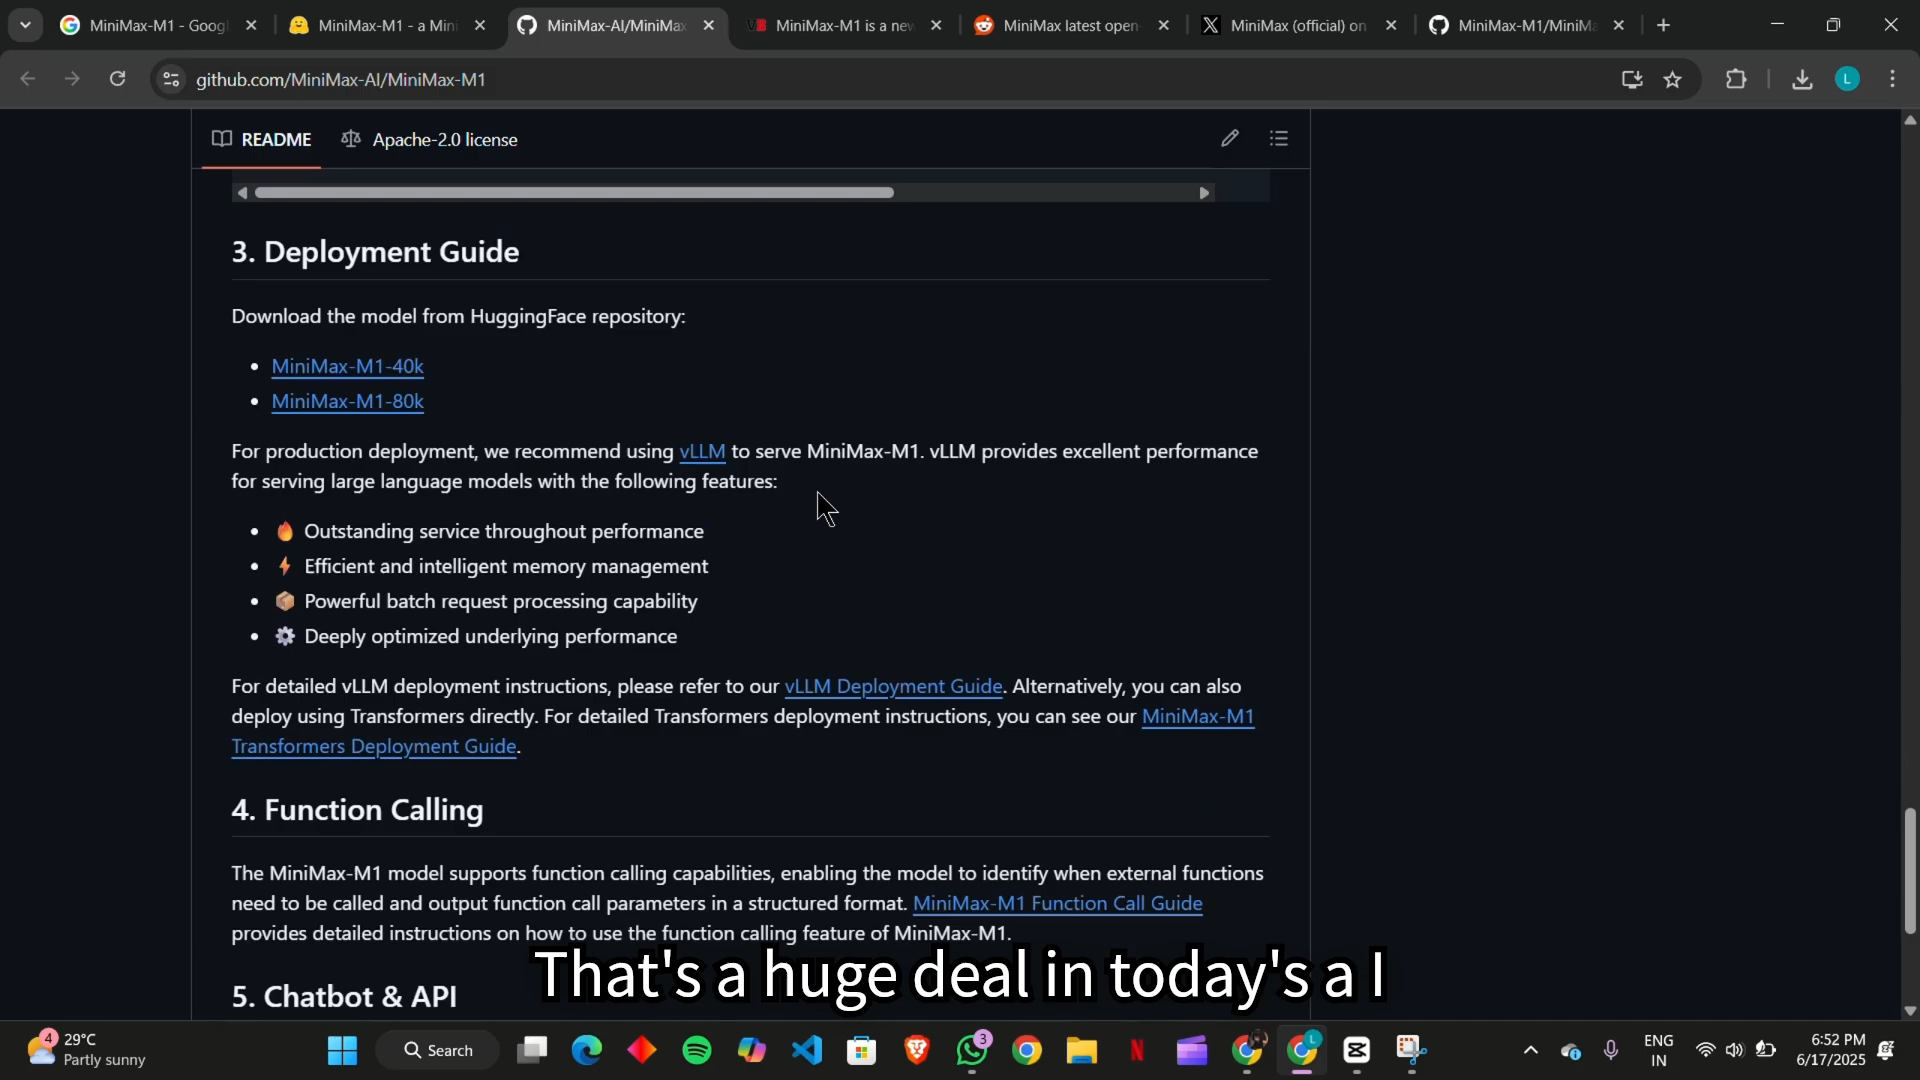 MiniMax-M1 - Googl
MiniMax-M1 - a Mini
MiniMax-AI/MiniMax
MiniMax-M1 is a nev
MiniMax latest open-
MiniMax (official) on
MiniMax-M1/MiniMa
github.com/MiniMax-AI/MiniMax-M1
L
README
Apache-2.0 license
3. Deployment Guide
Download the model from HuggingFace repository:
• MiniMax-M1-40k
• MiniMax-M1-80k
For production deployment, we recommend using vLLM to serve MiniMax-M1. vLLM provides excellent performance
for serving large language models with the following features:
• 🔥 Outstanding service throughout performance
• ⚡ Efficient and intelligent memory management
• 📦 Powerful batch request processing capability
• ⚙️ Deeply optimized underlying performance
For detailed vLLM deployment instructions, please refer to our vLLM Deployment Guide. Alternatively, you can also
deploy using Transformers directly. For detailed Transformers deployment instructions, you can see our MiniMax-M1
Transformers Deployment Guide.
4. Function Calling
The MiniMax-M1 model supports function calling capabilities, enabling the model to identify when external functions
need to be called and output function call parameters in a structured format. MiniMax-M1 Function Call Guide
provides detailed instructions on how to use the function calling feature of MiniMax-M1.
That's a huge deal in today's a I
5. Chatbot & API
4
29°C
Partly sunny
Search
3
L
ENG
IN
6:52 PM
6/17/2025